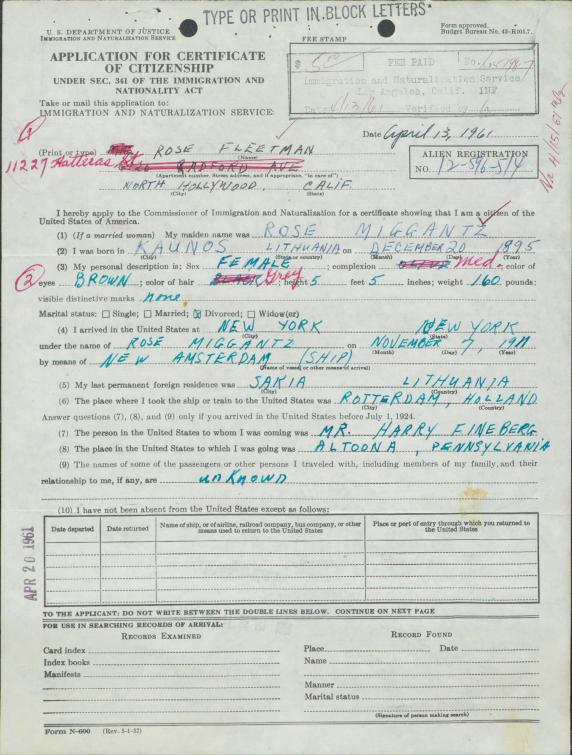 TYPE OR PRINT IN BLOCK LETTERS
U. S. DEPARTMENT OF JUSTICE
IMMIGRATION AND NATURALIZATION SERVICE
Form approved.
Budget Bureau No. 43-R001.7.
FEE STAMP
APPLICATION FOR CERTIFICATE
OF CITIZENSHIP
UNDER SEC. 341 OF THE IMMIGRATION AND
NATIONALITY ACT
FEE PAID No.
Immigration and Naturalization Service
Los Angeles, Calif. INF
Date 4/13/61 Verified by
Take or mail this application to:
IMMIGRATION AND NATURALIZATION SERVICE:
Date April 13, 1961
(Print or type) ROSE FLEETMAN
(Name)
11227 Hatteras St
RADFORD AVE
(Apartment number, Street address, and if appropriate, "in care of")
NORTH HOLLYWOOD, CALIF.
(City) (State)
ALIEN REGISTRATION
NO. 12-596-514
I hereby apply to the Commissioner of Immigration and Naturalization for a certificate showing that I am a citizen of the
United States of America.
(1) (If a married woman) My maiden name was ROSE MIGGANTZ
(2) I was born in KAUNOS LITHUANIA on DECEMBER 20 1895
(City) (State or country) (Month) (Day) (Year)
(3) My personal description is: Sex FEMALE; complexion med., color of
2
eyes BROWN; color of hair BLACK Grey, height 5 feet 5 inches; weight 160 pounds;
visible distinctive marks none.
Marital status: Single; Married; Divorced; Widow(er)
(4) I arrived in the United States at NEW YORK NEW YORK
(City) (State)
under the name of ROSE MIGGANTZ on NOVEMBER 7, 1911
(Month) (Day) (Year)
by means of NEW AMSTERDAM (SHIP)
(Name of vessel or other means of arrival)
(5) My last permanent foreign residence was SAKIA LITHUANIA
(City) (Country)
(6) The place where I took the ship or train to the United States was ROTTERDAM, HOLLAND
(City) (Country)
Answer questions (7), (8), and (9) only if you arrived in the United States before July 1, 1924.
(7) The person in the United States to whom I was coming was MR. HARRY FINEBERG
(8) The place in the United States to which I was going was ALTOONA, PENNSYLVANIA
(9) The names of some of the passengers or other persons I traveled with, including members of my family, and their
relationship to me, if any, are unknown
(10) I have not been absent from the United States except as follows:
Date departed Date returned Name of ship, or of airline, railroad company, bus company, or other means used to return to the United States Place or port of entry through which you returned to the United States
APR 20 1961
TO THE APPLICANT: DO NOT WRITE BETWEEN THE DOUBLE LINES BELOW. CONTINUE ON NEXT PAGE
FOR USE IN SEARCHING RECORDS OF ARRIVAL:
RECORDS EXAMINED RECORD FOUND
Card index Place Date
Index books Name
Manifests
Manner
Marital status
(Signature of person making search)
Form N-600 (Rev. 5-1-57)